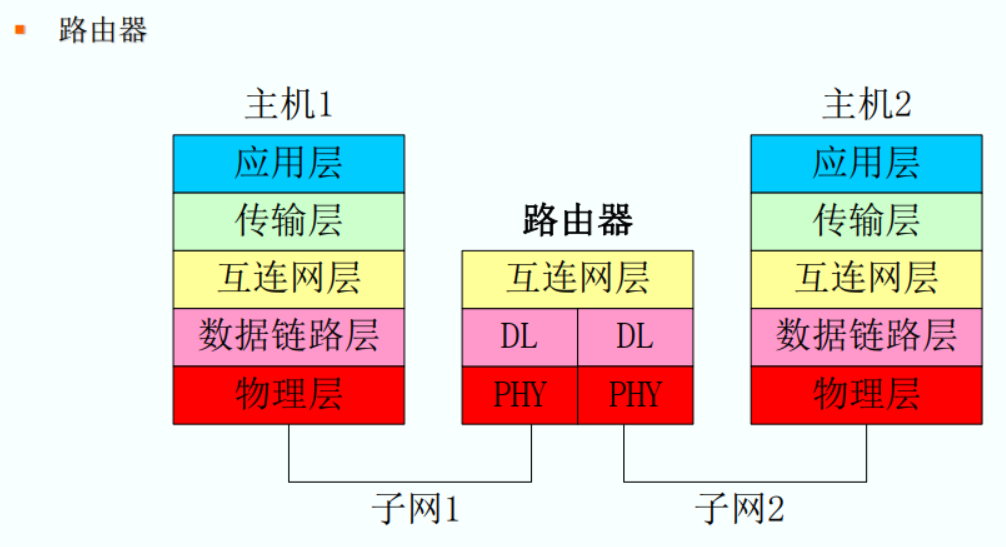 路由器
主机1
主机2
应用层
应用层
传输层
路由器
传输层
互连网层
互连网层
互连网层
数据链路层
DL
DL
数据链路层
物理层
PHY
PHY
物理层
子网1
子网2